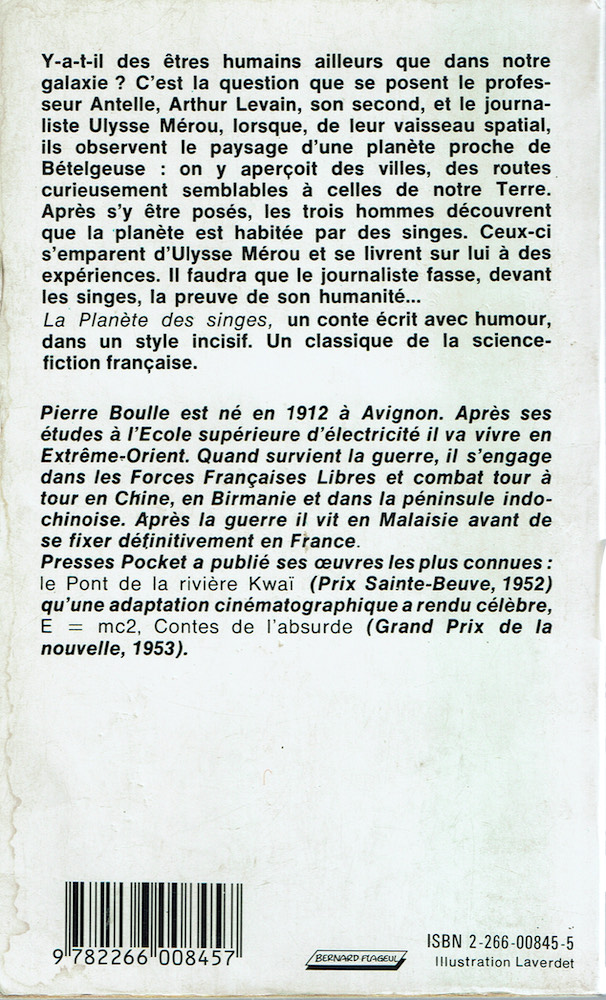 Y-a-t-il des êtres humains ailleurs que dans notre
galaxie ? C'est la question que se posent le profes-
seur Antelle, Arthur Levain, son second, et le journa-
liste Ulysse Mérou, lorsque, de leur vaisseau spatial,
ils observent le paysage d'une planète proche de
Bételgeuse : on y aperçoit des villes, des routes
curieusement semblables à celles de notre Terre.
Après s'y être posés, les trois hommes découvrent
que la planète est habitée par des singes. Ceux-ci
s'emparent d'Ulysse Mérou et se livrent sur lui à des
expériences. Il faudra que le journaliste fasse, devant
les singes, la preuve de son humanité...
La Planète des singes, un conte écrit avec humour,
dans un style incisif. Un classique de la science-
fiction française.
Pierre Boulle est né en 1912 à Avignon. Après ses
études à l'Ecole supérieure d'électricité il va vivre en
Extrême-Orient. Quand survient la guerre, il s'engage
dans les Forces Françaises Libres et combat tour à
tour en Chine, en Birmanie et dans la péninsule indo-
chinoise. Après la guerre il vit en Malaisie avant de
se fixer définitivement en France.
Presses Pocket a publié ses œuvres les plus connues :
le Pont de la rivière Kwaï (Prix Sainte-Beuve, 1952)
qu'une adaptation cinématographique a rendu célèbre,
E = mc2, Contes de l'absurde (Grand Prix de la
nouvelle, 1953).
9 782266 008457
BERNARD FLAGEUL
ISBN 2-266-00845-5
Illustration Laverdet